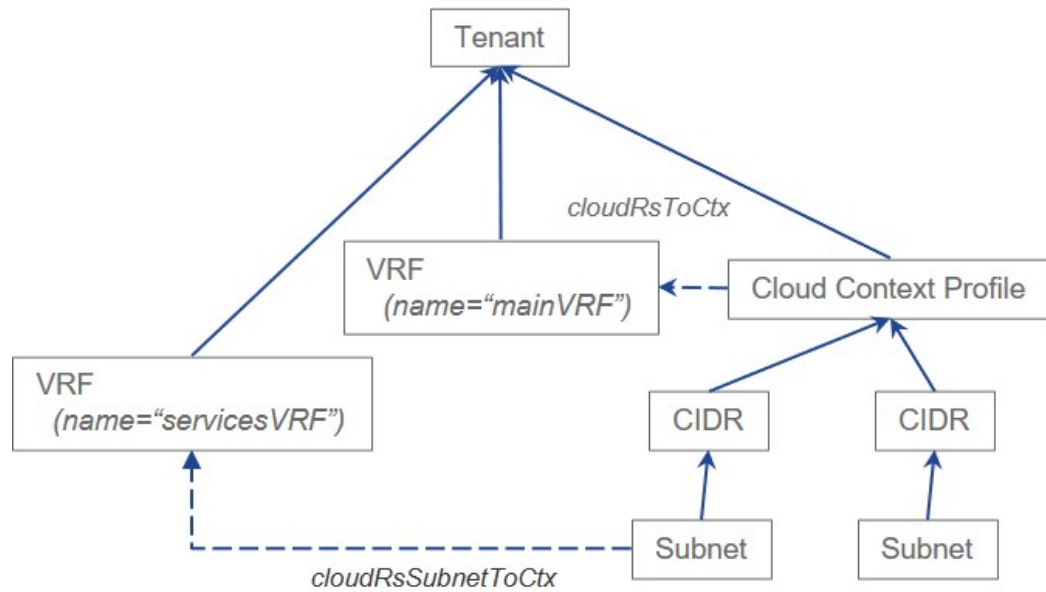 Tenant
cloudRsToCtx
VRF
(name=“mainVRF”)
Cloud Context Profile
VRF
(name=“servicesVRF”)
CIDR
CIDR
Subnet
Subnet
cloudRsSubnetToCtx